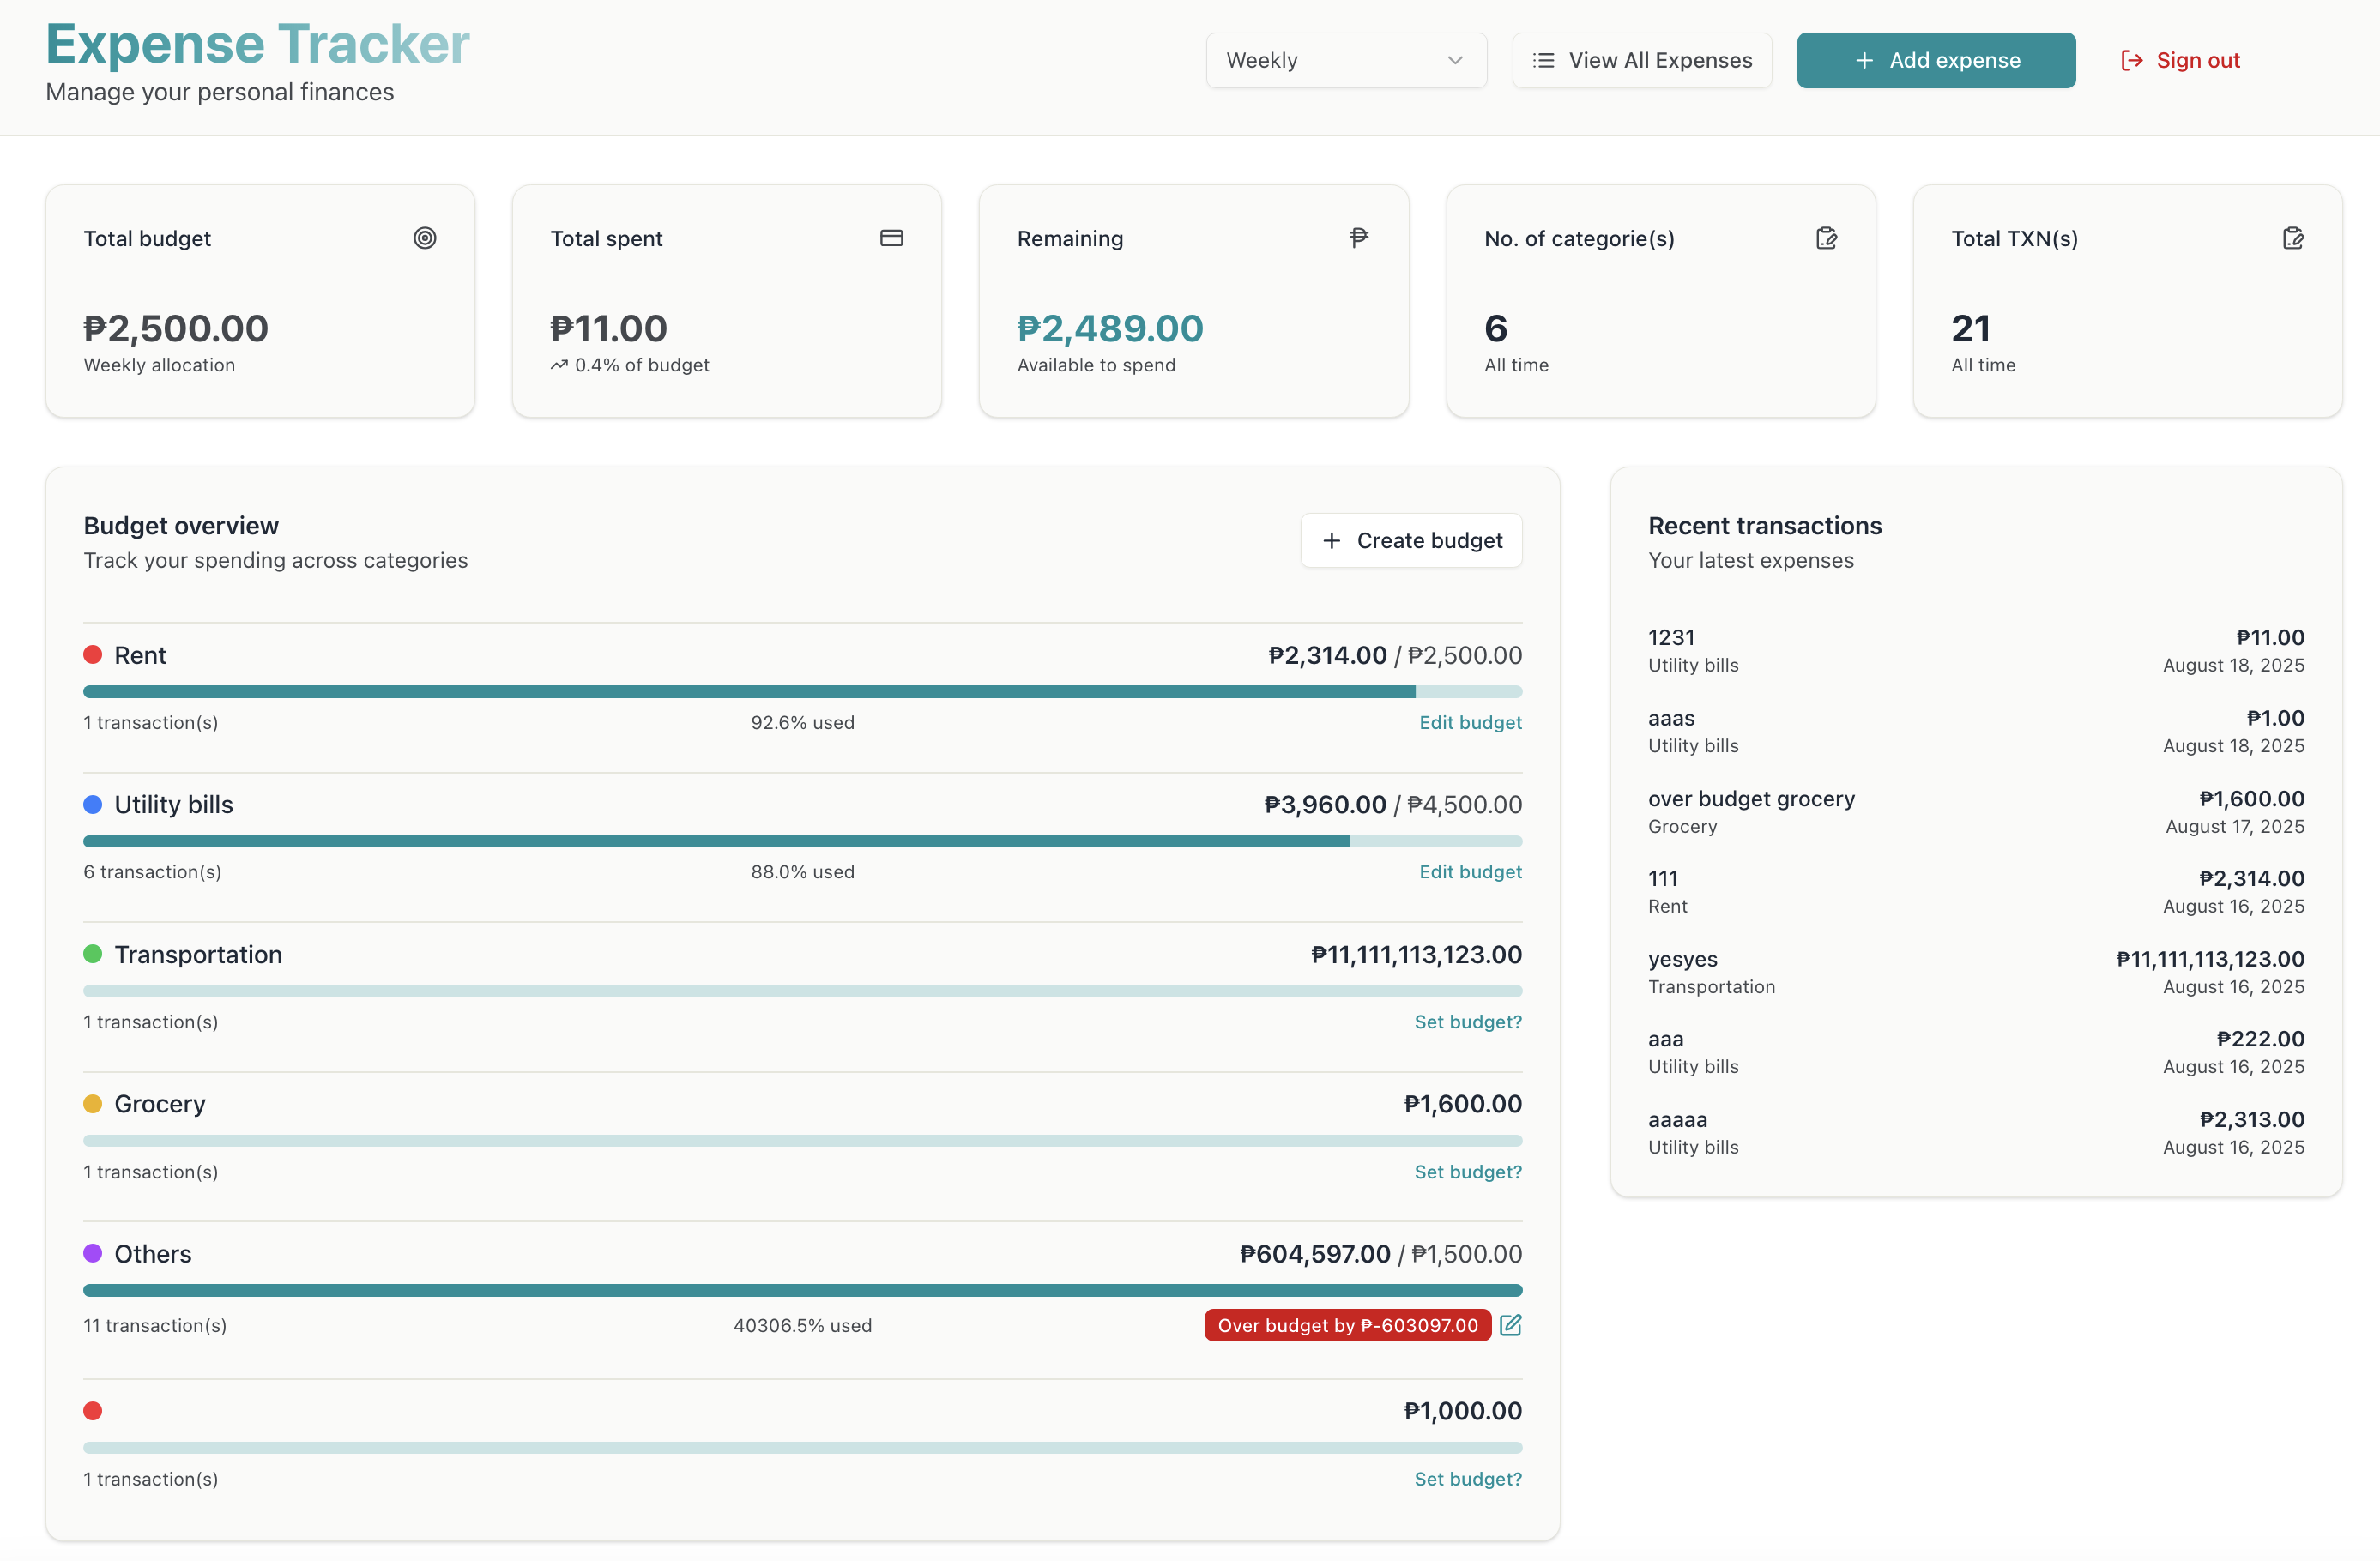 Expense Tracker
Manage your personal finances
Weekly
View All Expenses
+ Add expense
Sign out
Total budget
₱2,500.00
Weekly allocation
Total spent
₱11.00
0.4% of budget
Remaining
₱2,489.00
Available to spend
No. of categorie(s)
6
All time
Total TXN(s)
21
All time
Budget overview
Track your spending across categories
+ Create budget
Rent
₱2,314.00 / ₱2,500.00
1 transaction(s)
92.6% used
Edit budget
Utility bills
₱3,960.00 / ₱4,500.00
6 transaction(s)
88.0% used
Edit budget
Transportation
₱11,111,113,123.00
1 transaction(s)
Set budget?
Grocery
₱1,600.00
1 transaction(s)
Set budget?
Others
₱604,597.00 / ₱1,500.00
11 transaction(s)
40306.5% used
Over budget by ₱-603097.00
₱1,000.00
1 transaction(s)
Set budget?
Recent transactions
Your latest expenses
1231
₱11.00
Utility bills
August 18, 2025
aaas
₱1.00
Utility bills
August 18, 2025
over budget grocery
₱1,600.00
Grocery
August 17, 2025
111
₱2,314.00
Rent
August 16, 2025
yesyes
₱11,111,113,123.00
Transportation
August 16, 2025
aaa
₱222.00
Utility bills
August 16, 2025
aaaaa
₱2,313.00
Utility bills
August 16, 2025